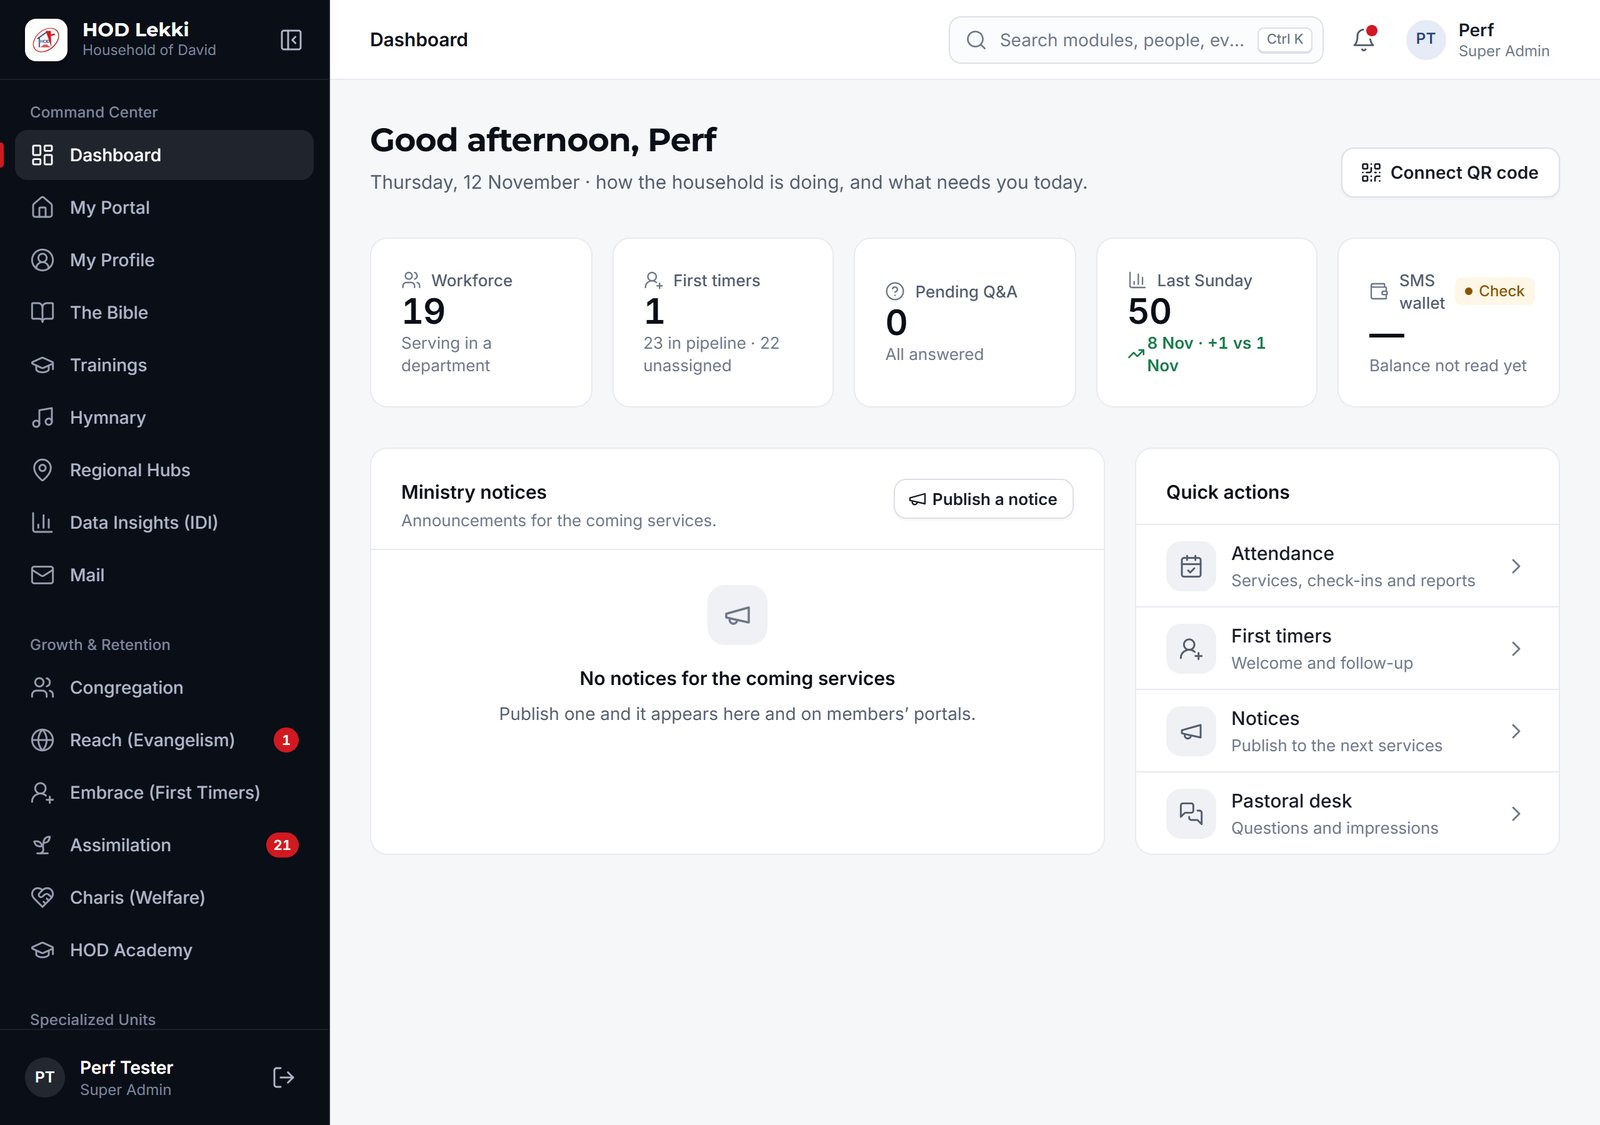 HOD Lekki
Household of David
Command Center
Dashboard
My Portal
My Profile
The Bible
Trainings
Hymnary
Regional Hubs
Data Insights (IDI)
Mail
Growth & Retention
Congregation
Reach (Evangelism) 1
Embrace (First Timers)
Assimilation 21
Charis (Welfare)
HOD Academy
Specialized Units
PT
Perf Tester
Super Admin
Dashboard
Search modules, people, ev... Ctrl K
PT
Perf
Super Admin
Good afternoon, Perf
Thursday, 12 November · how the household is doing, and what needs you today.
Connect QR code
Workforce
19
Serving in a
department
First timers
1
23 in pipeline · 22
unassigned
Pending Q&A
0
All answered
Last Sunday
50
8 Nov · +1 vs 1
Nov
SMS
wallet
Check
—
Balance not read yet
Ministry notices
Announcements for the coming services.
Publish a notice
No notices for the coming services
Publish one and it appears here and on members’ portals.
Quick actions
Attendance
Services, check-ins and reports
First timers
Welcome and follow-up
Notices
Publish to the next services
Pastoral desk
Questions and impressions